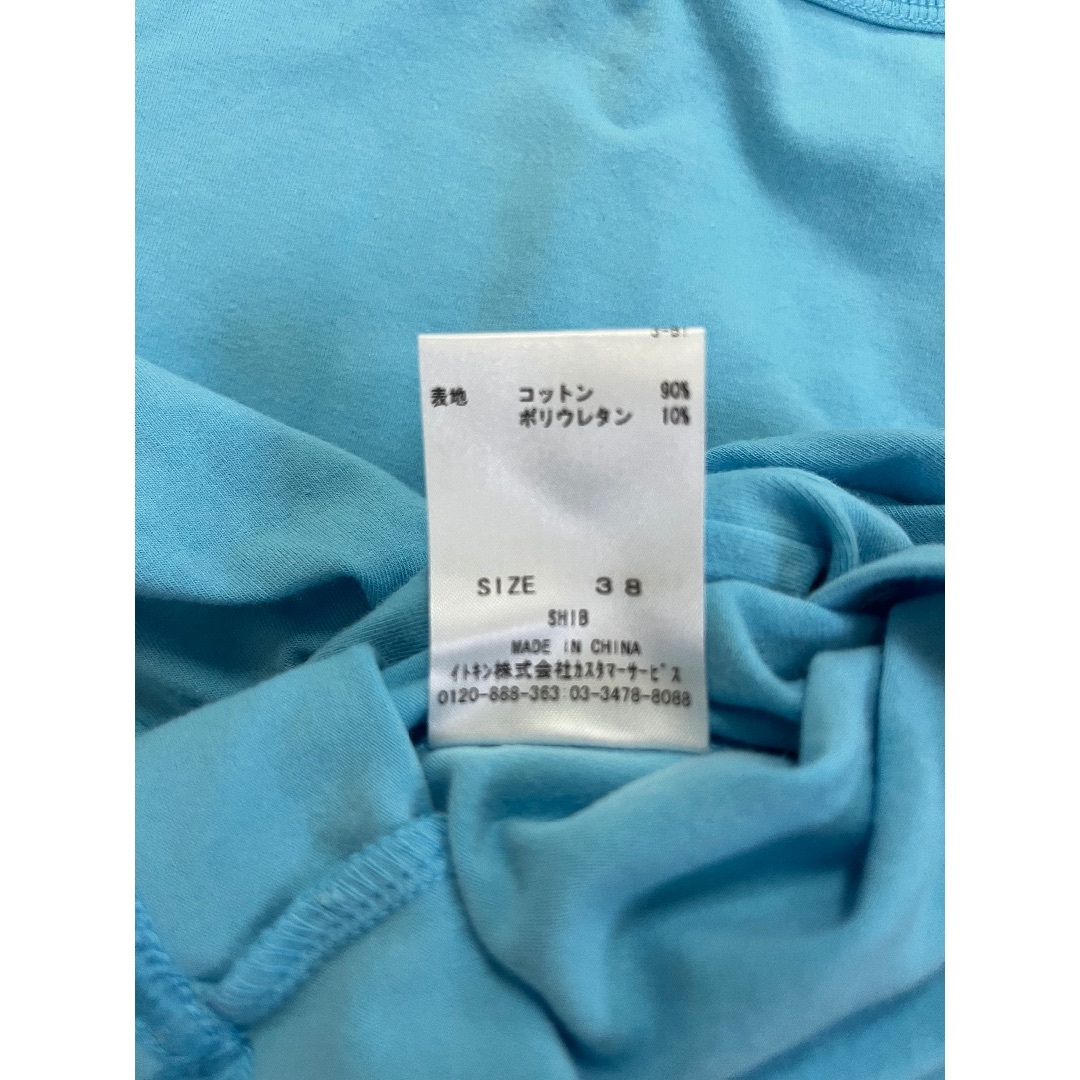 表地 コットン 90%
ポリウレタン 10%
SIZE 38
SHIB
MADE IN CHINA
イトキン株式会社ｶｽﾀﾏｰｻｰﾋﾞｽ
0120-888-363:03-3478-8088